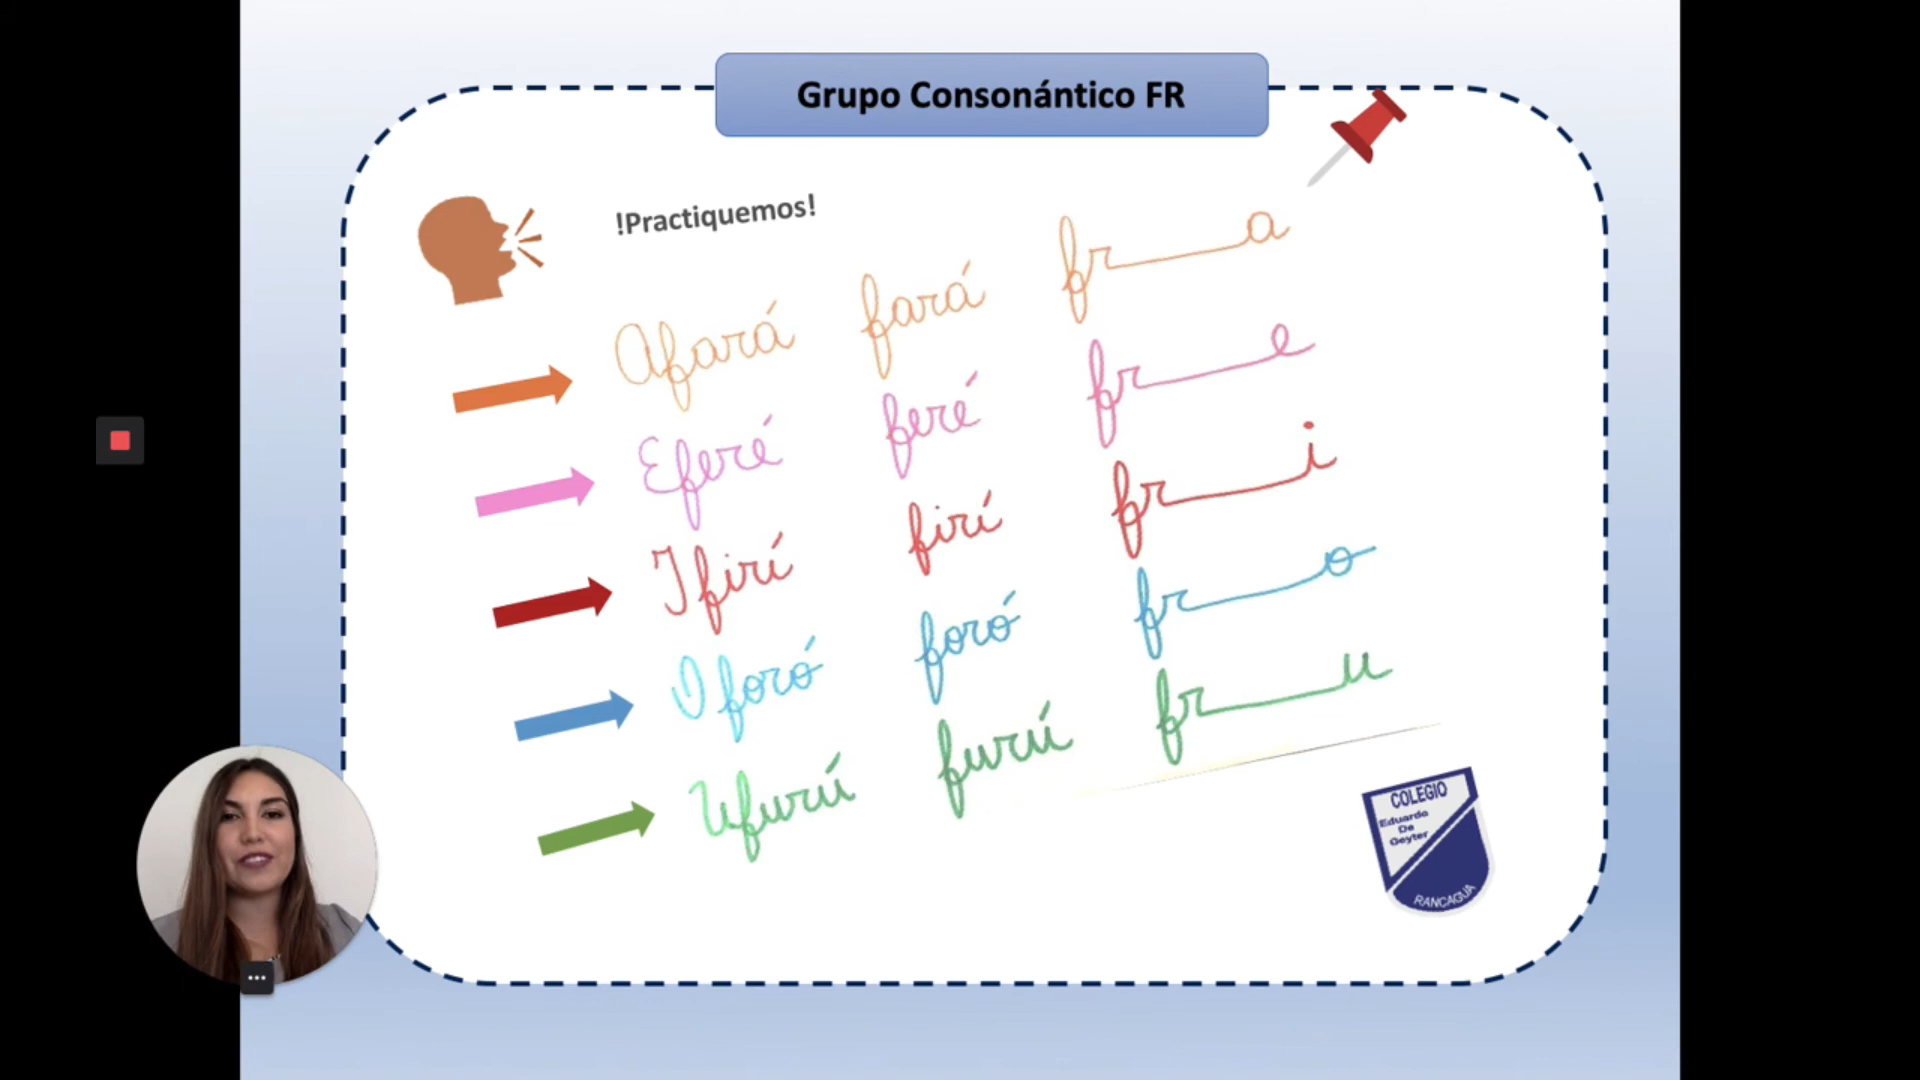 Grupo Consonántico FR
!Practiquemos!
Afará fará fr a
Eferé feré fr e
Ifirí firí fr i
Oforó foró fr o
Ufurú furú fr u
COLEGIO
Eduardo
De
Geyter
RANCAGUA